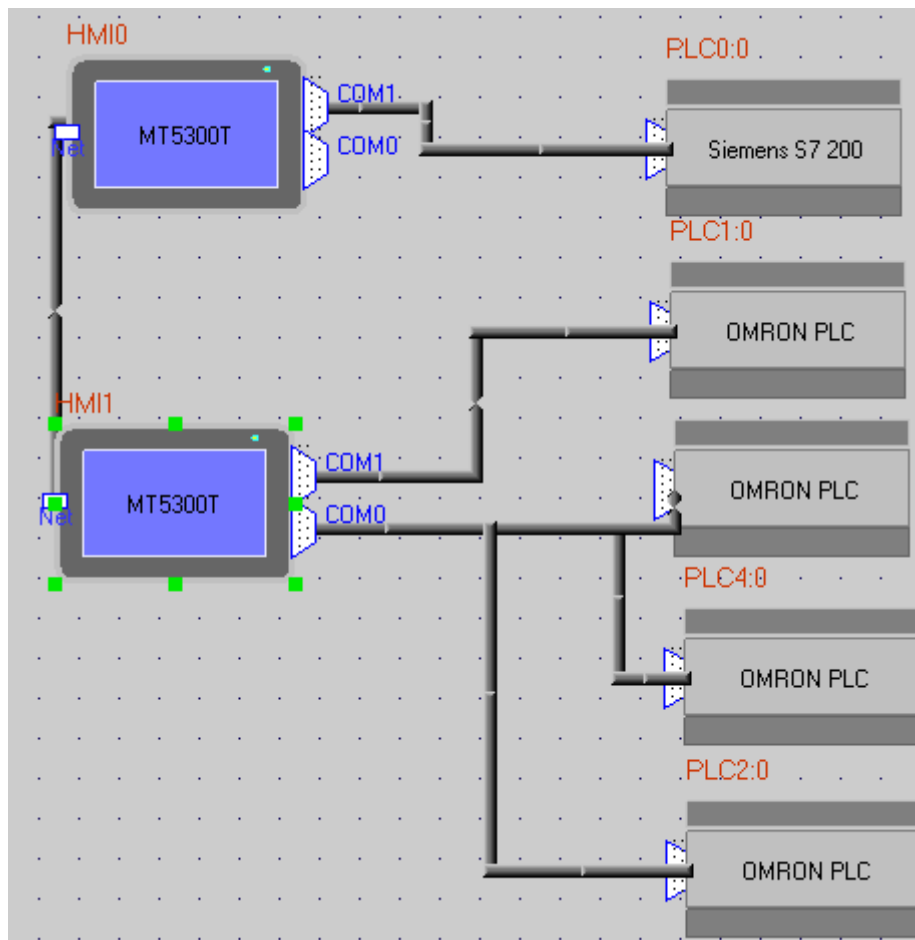 HMI0
PLC0:0
COM1
MT5300T
COM0
Net
Siemens S7 200
PLC1:0
OMRON PLC
HMI1
COM1
MT5300T
OMRON PLC
COM0
Net
PLC4:0
OMRON PLC
PLC2:0
OMRON PLC